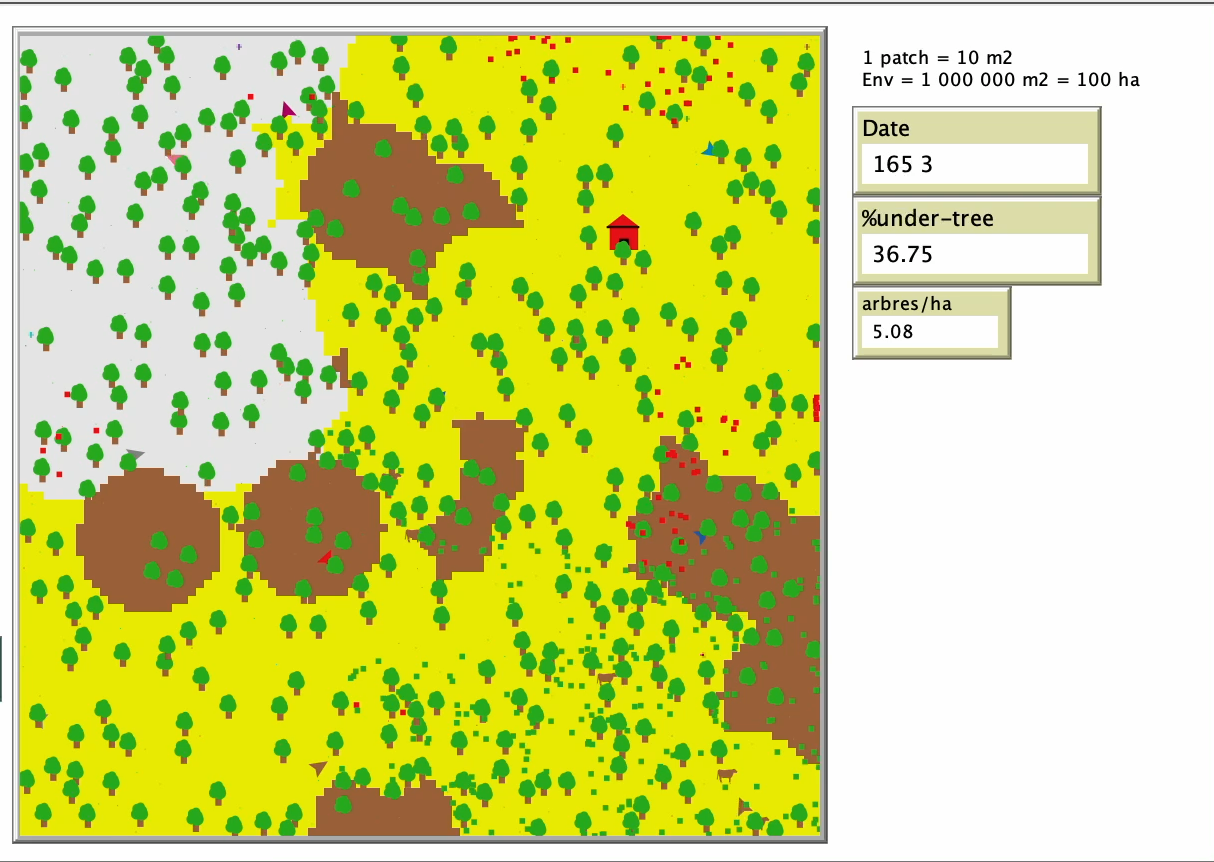 1 patch = 10 m2
Env = 1 000 000 m2 = 100 ha
Date
165 3
%under-tree
36.75
arbres/ha
5.08